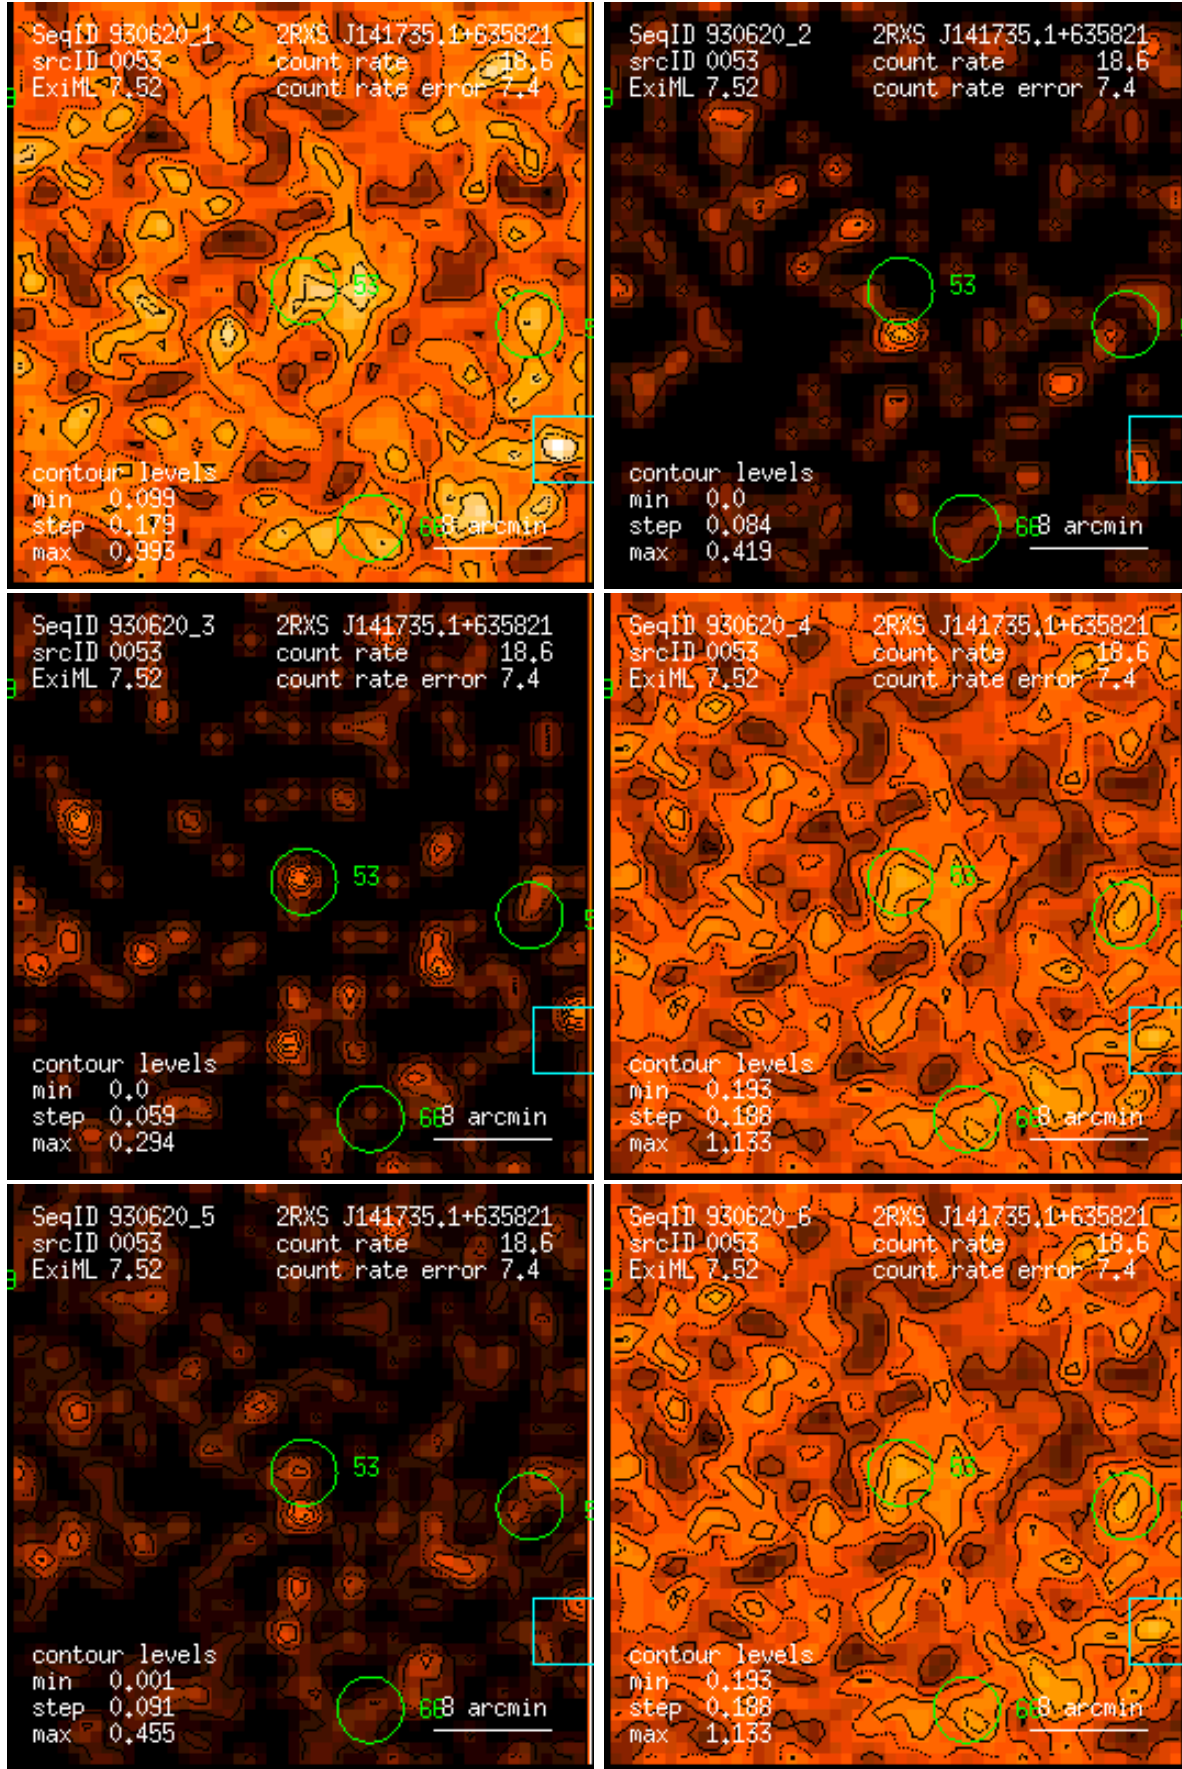 SeqID 930620_1 2RXS J141735.1+635821
srcID 0053 count rate 18.6
ExiML 7.52 count rate error 7.4
53
contour levels
min 0.099
step 0.179 66 8 arcmin
max 0.993
SeqID 930620_2 2RXS J141735.1+635821
srcID 0053 count rate 18.6
ExiML 7.52 count rate error 7.4
53
contour levels
min 0.0
step 0.084 66 8 arcmin
max 0.419
SeqID 930620_3 2RXS J141735.1+635821
srcID 0053 count rate 18.6
ExiML 7.52 count rate error 7.4
53
contour levels
min 0.0
step 0.059 66 8 arcmin
max 0.294
SeqID 930620_4 2RXS J141735.1+635821
srcID 0053 count rate 18.6
ExiML 7.52 count rate error 7.4
53
contour levels
min 0.193
step 0.188 66 8 arcmin
max 1.133
SeqID 930620_5 2RXS J141735.1+635821
srcID 0053 count rate 18.6
ExiML 7.52 count rate error 7.4
53
contour levels
min 0.001
step 0.091 66 8 arcmin
max 0.455
SeqID 930620_6 2RXS J141735.1+635821
srcID 0053 count rate 18.6
ExiML 7.52 count rate error 7.4
53
contour levels
min 0.193
step 0.188 66 8 arcmin
max 1.133